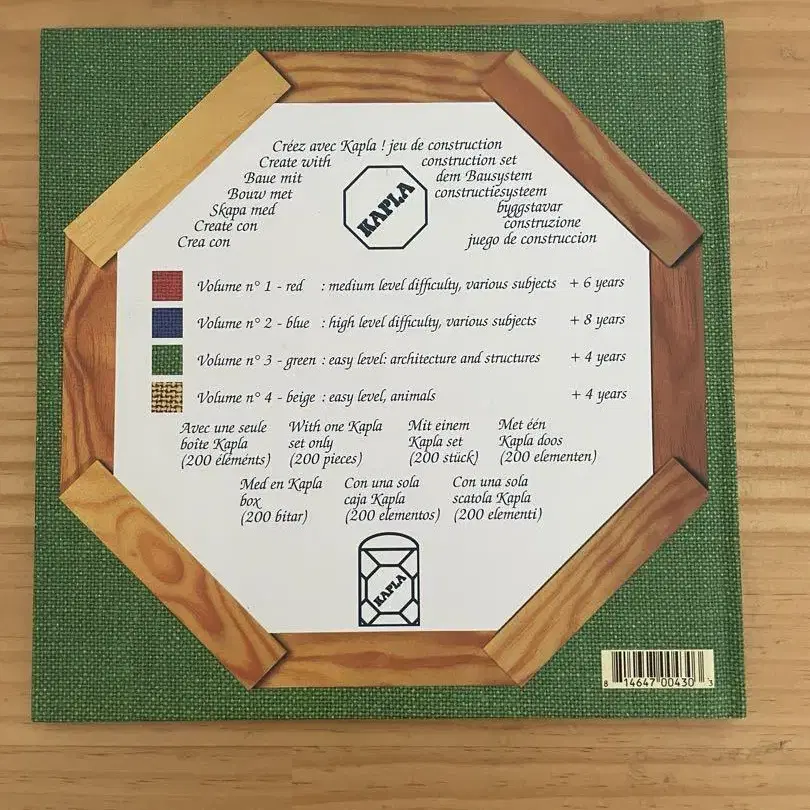 Créez avec Kapla ! jeu de construction
Create with construction set
Baue mit dem Bausystem
Bouw met constructiesysteem
Skapa med byggstavar
Create con construzione
Crea con juego de construccion
KAPLA
Volume n° 1 - red : medium level difficulty, various subjects + 6 years
Volume n° 2 - blue : high level difficulty, various subjects + 8 years
Volume n° 3 - green : easy level: architecture and structures + 4 years
Volume n° 4 - beige : easy level, animals + 4 years
Avec une seule
boîte Kapla
(200 éléménts)
With one Kapla
set only
(200 pieces)
Mit einem
Kapla set
(200 stück)
Met één
Kapla doos
(200 elementen)
Med en Kapla
box
(200 bitar)
Con una sola
caja Kapla
(200 elementos)
Con una sola
scatola Kapla
(200 elementi)
KAPLA
8 14647 00430 3